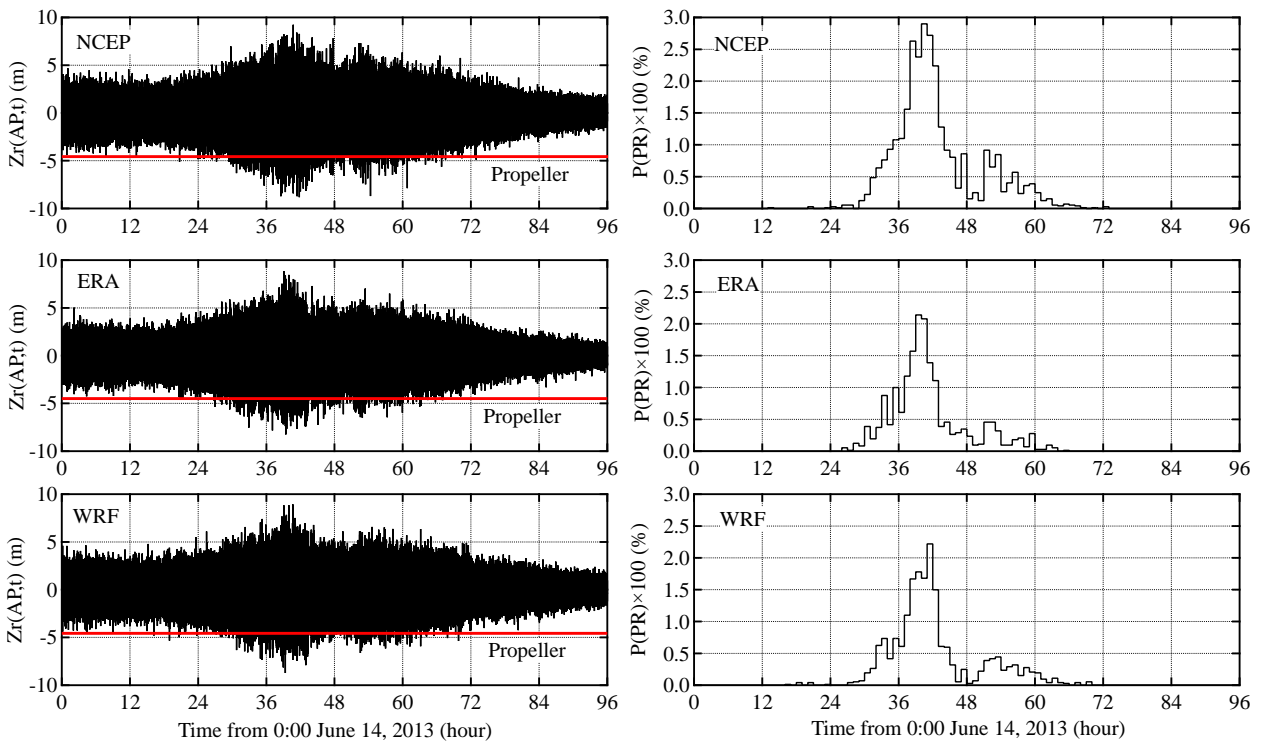 NCEP
Zr(AP,t) (m)
10
5
0
-5
-10
Propeller
0 12 24 36 48 60 72 84 96
NCEP
P(PR)×100 (%)
3.0
2.5
2.0
1.5
1.0
0.5
0.0
0 12 24 36 48 60 72 84 96
ERA
Zr(AP,t) (m)
10
5
0
-5
-10
Propeller
0 12 24 36 48 60 72 84 96
ERA
P(PR)×100 (%)
3.0
2.5
2.0
1.5
1.0
0.5
0.0
0 12 24 36 48 60 72 84 96
WRF
Zr(AP,t) (m)
10
5
0
-5
-10
Propeller
0 12 24 36 48 60 72 84 96
Time from 0:00 June 14, 2013 (hour)
WRF
P(PR)×100 (%)
3.0
2.5
2.0
1.5
1.0
0.5
0.0
0 12 24 36 48 60 72 84 96
Time from 0:00 June 14, 2013 (hour)